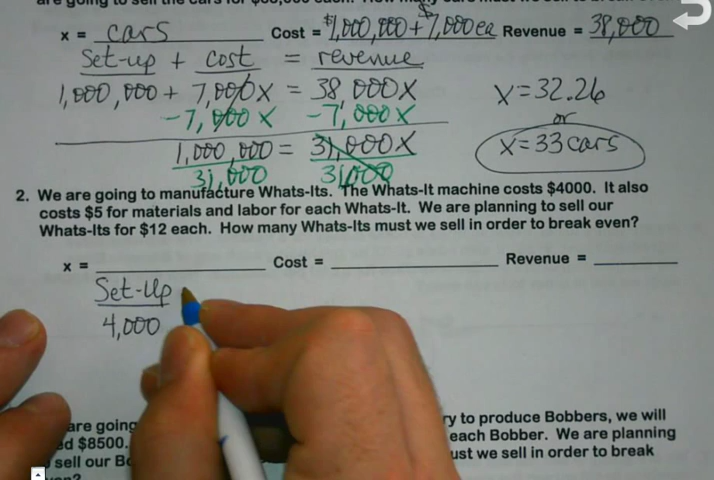 x = cars Cost = $1,000,000 + $7,000 ea Revenue = 38,000
Set-up + cost = revenue
1,000,000 + 7,000x = 38,000x x=32.26
-7,000x -7,000x or
1,000,000 = 31,000x x=33 cars
31,000 31,000
2. We are going to manufacture Whats-Its. The Whats-It machine costs $4000. It also
costs $5 for materials and labor for each Whats-It. We are planning to sell our
Whats-Its for $12 each. How many Whats-Its must we sell in order to break even?
x = Cost = Revenue =
Set-Up
4,000
are going ry to produce Bobbers, we will
ed $8500. each Bobber. We are planning
sell our Bo ust we sell in order to break